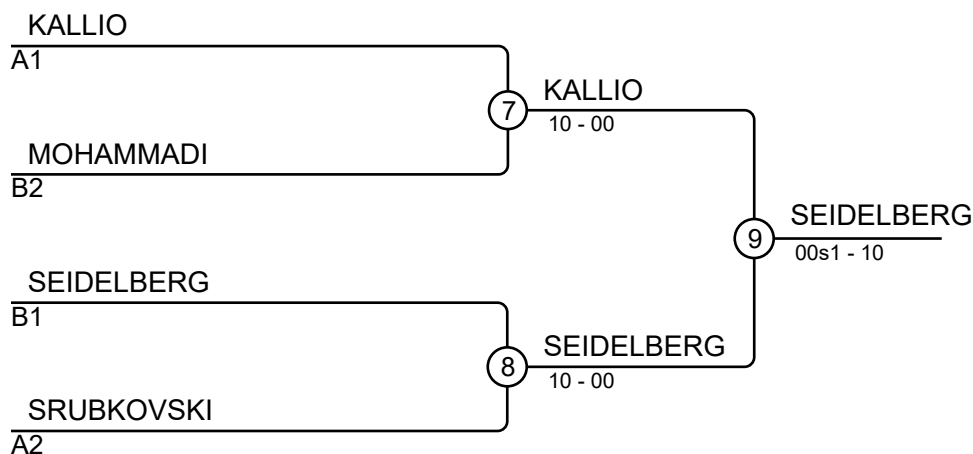 KALLIO
A1
7
KALLIO
10 - 00
MOHAMMADI
B2
9
SEIDELBERG
00s1 - 10
SEIDELBERG
B1
8
SEIDELBERG
10 - 00
SRUBKOVSKI
A2